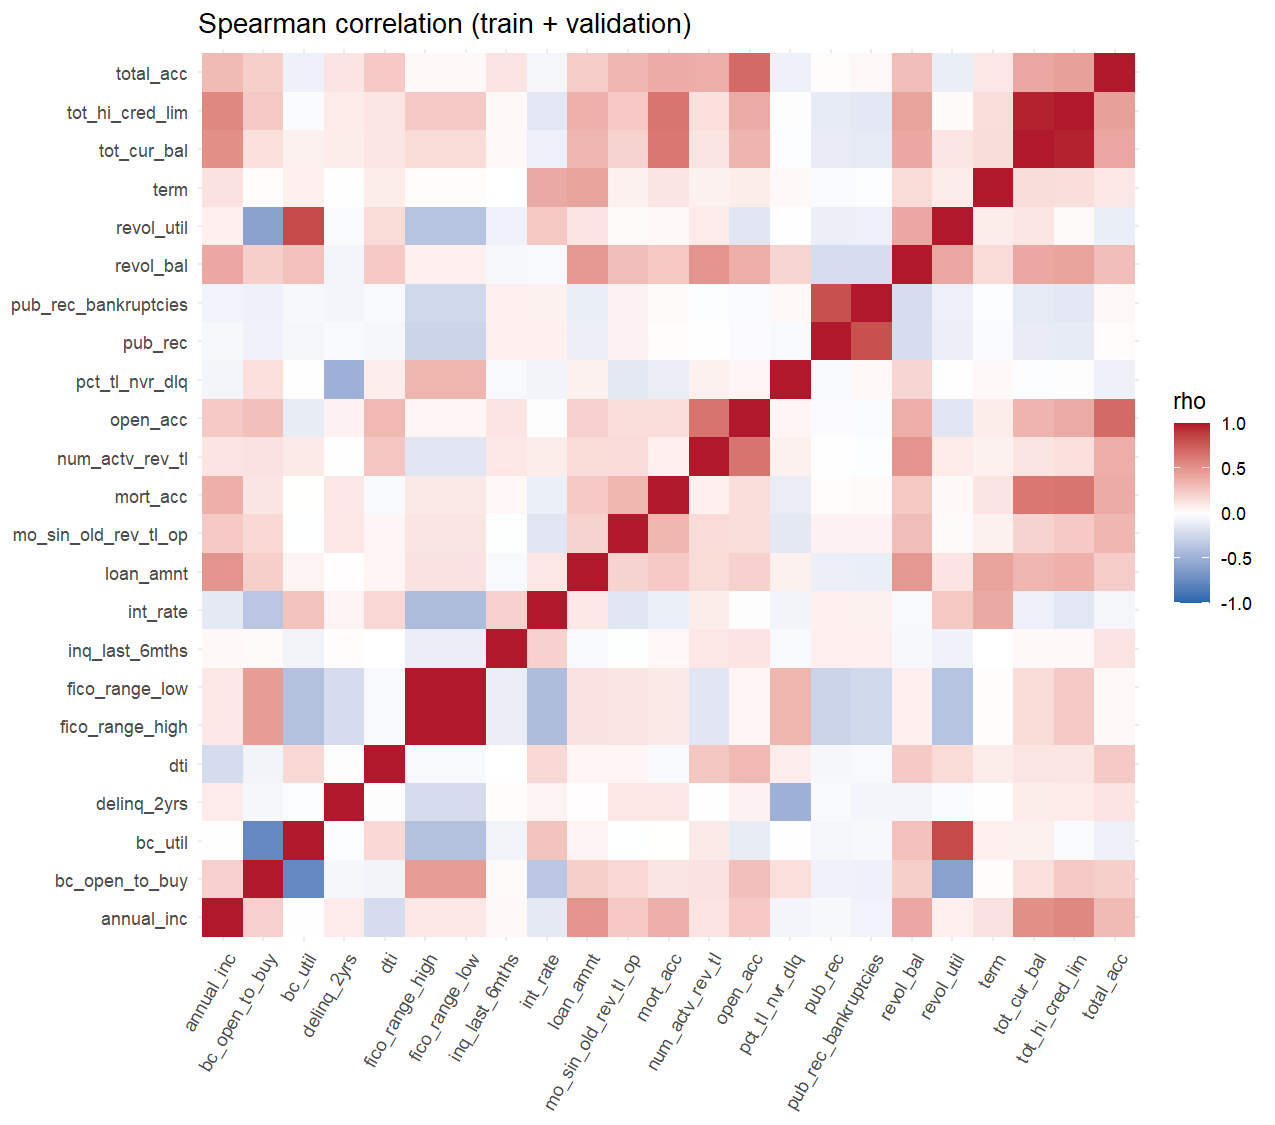 Spearman correlation (train + validation)
total_acc
tot_hi_cred_lim
tot_cur_bal
term
revol_util
revol_bal
pub_rec_bankruptcies
pub_rec
pct_tl_nvr_dlq
open_acc
num_actv_rev_tl
mort_acc
mo_sin_old_rev_tl_op
loan_amnt
int_rate
inq_last_6mths
fico_range_low
fico_range_high
dti
delinq_2yrs
bc_util
bc_open_to_buy
annual_inc
annual_inc
bc_open_to_buy
bc_util
delinq_2yrs
dti
fico_range_high
fico_range_low
inq_last_6mths
int_rate
loan_amnt
mo_sin_old_rev_tl_op
mort_acc
num_actv_rev_tl
open_acc
pct_tl_nvr_dlq
pub_rec
pub_rec_bankruptcies
revol_bal
revol_util
term
tot_cur_bal
tot_hi_cred_lim
total_acc
rho
1.0
0.5
0.0
-0.5
-1.0